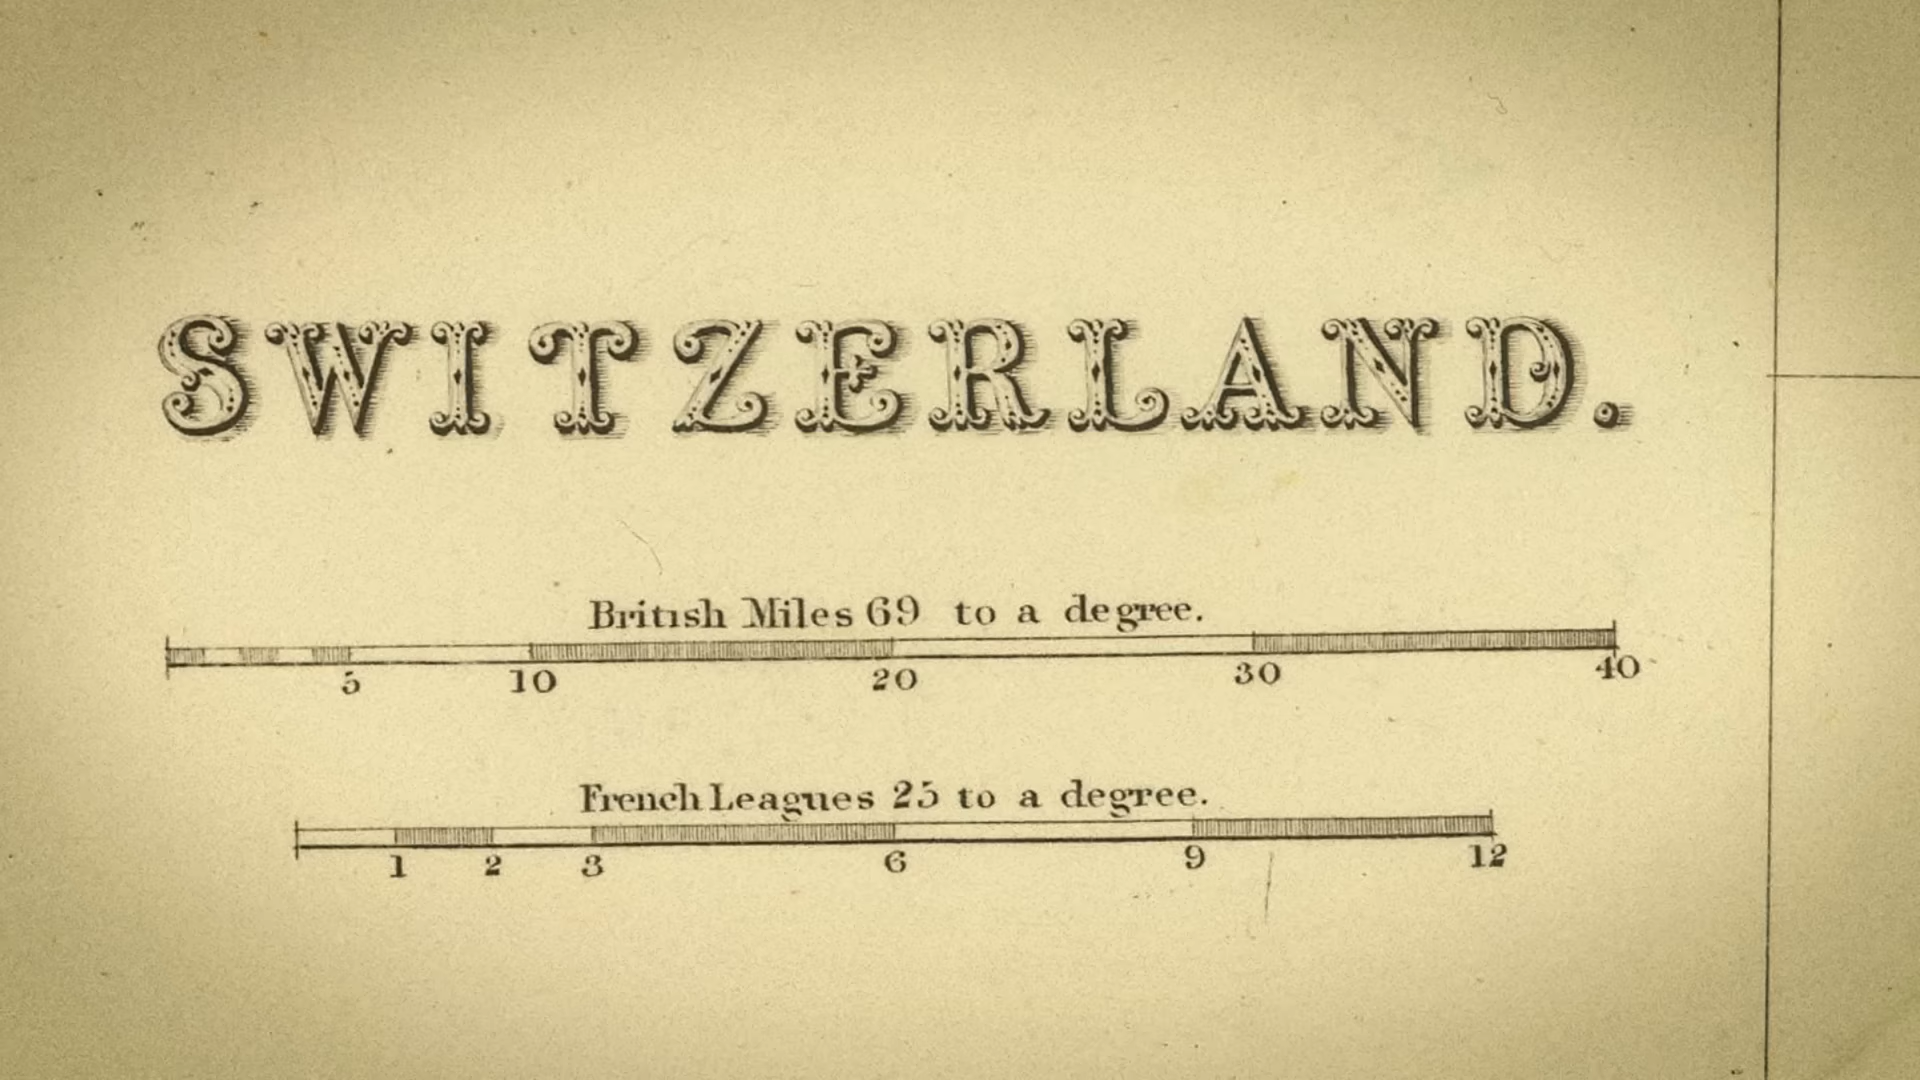 SWITZERLAND.
British Miles 69 to a degree.
5 10 20 30 40
French Leagues 25 to a degree.
1 2 3 6 9 12